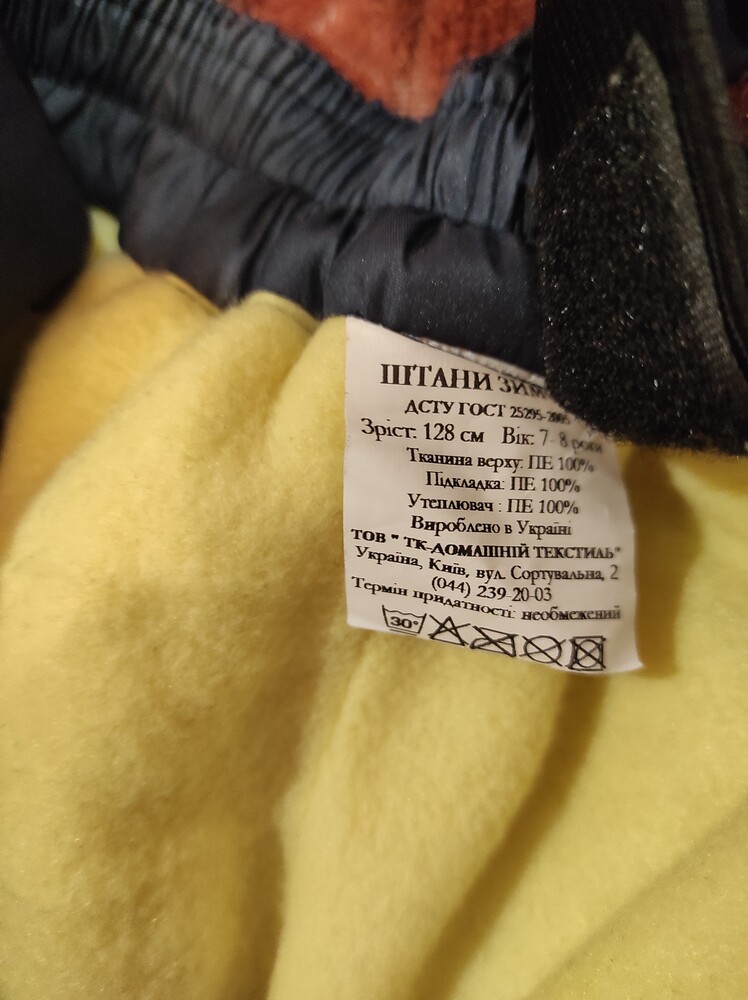 ШТАНИ
ДСТУ ГОСТ 25295-2005
Зріст: 128 см Вік: 7-8 років
Тканина верху: ПЕ 100%
Підкладка: ПЕ 100%
Утеплювач : ПЕ 100%
Вироблено в Україні
ТОВ " ТК-ДОМАШНІЙ ТЕКСТИЛЬ"
Україна, Київ, вул. Сортувальна, 2
(044) 239-20-03
Термін придатності: необмежений
30°